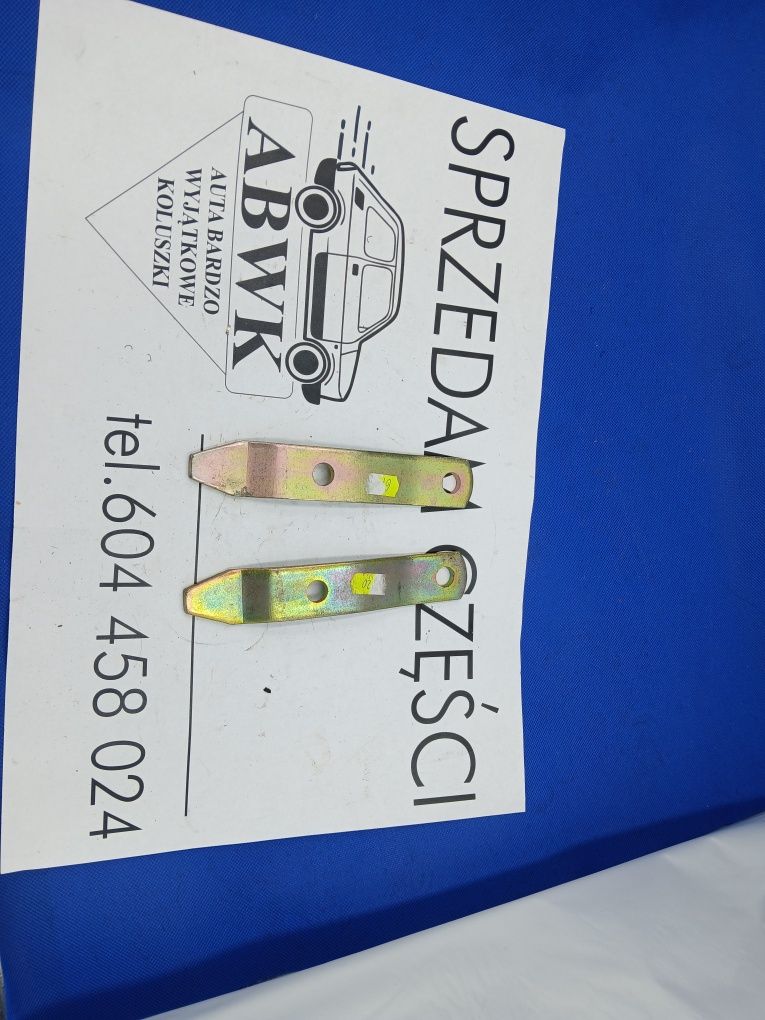 SPRZEDAM CZĘŚCI
ABWK
AUTA BARDZO
WYJĄTKOWE
KOLUSZKI
tel.604 458 024